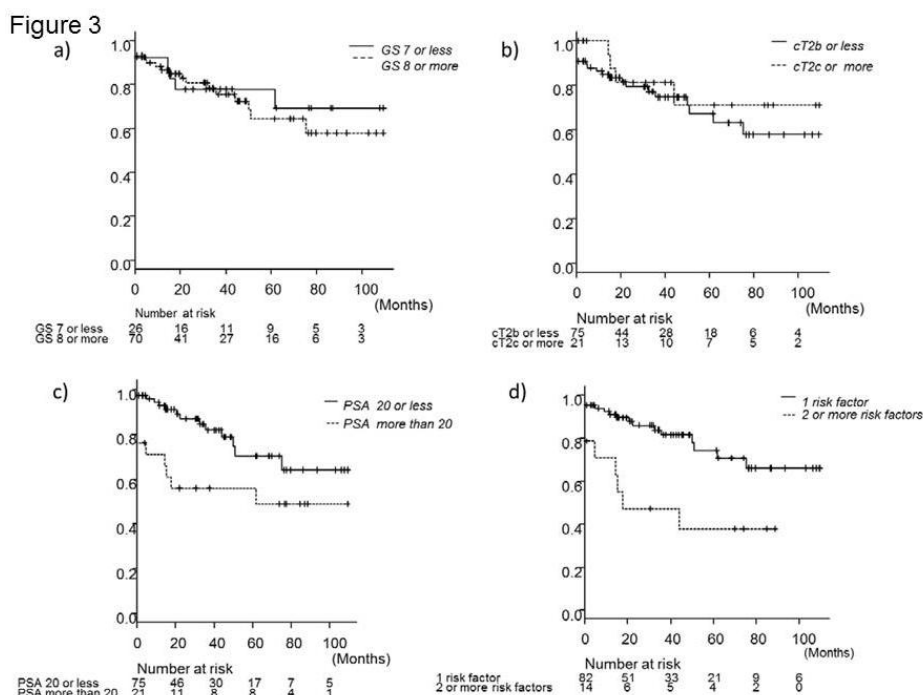 Figure 3
a)
1.0
0.8
0.6
0.4
0.2
0.0
GS 7 or less
GS 8 or more
0 20 40 60 80 100
(Months)
Number at risk
GS 7 or less 26 16 11 9 5 3
GS 8 or more 70 41 27 16 6 3
b)
1.0
0.8
0.6
0.4
0.2
0.0
cT2b or less
cT2c or more
0 20 40 60 80 100
(Months)
Number at risk
cT2b or less 75 44 28 18 6 4
cT2c or more 21 13 10 7 5 2
c)
1.0
0.8
0.6
0.4
0.2
0.0
PSA 20 or less
PSA more than 20
0 20 40 60 80 100
(Months)
Number at risk
PSA 20 or less 75 46 30 17 7 5
PSA more than 20 21 11 8 8 4 1
d)
1.0
0.8
0.6
0.4
0.2
0.0
1 risk factor
2 or more risk factors
0 20 40 60 80 100
(Months)
Number at risk
1 risk factor 82 51 33 21 9 6
2 or more risk factors 14 6 5 4 2 0